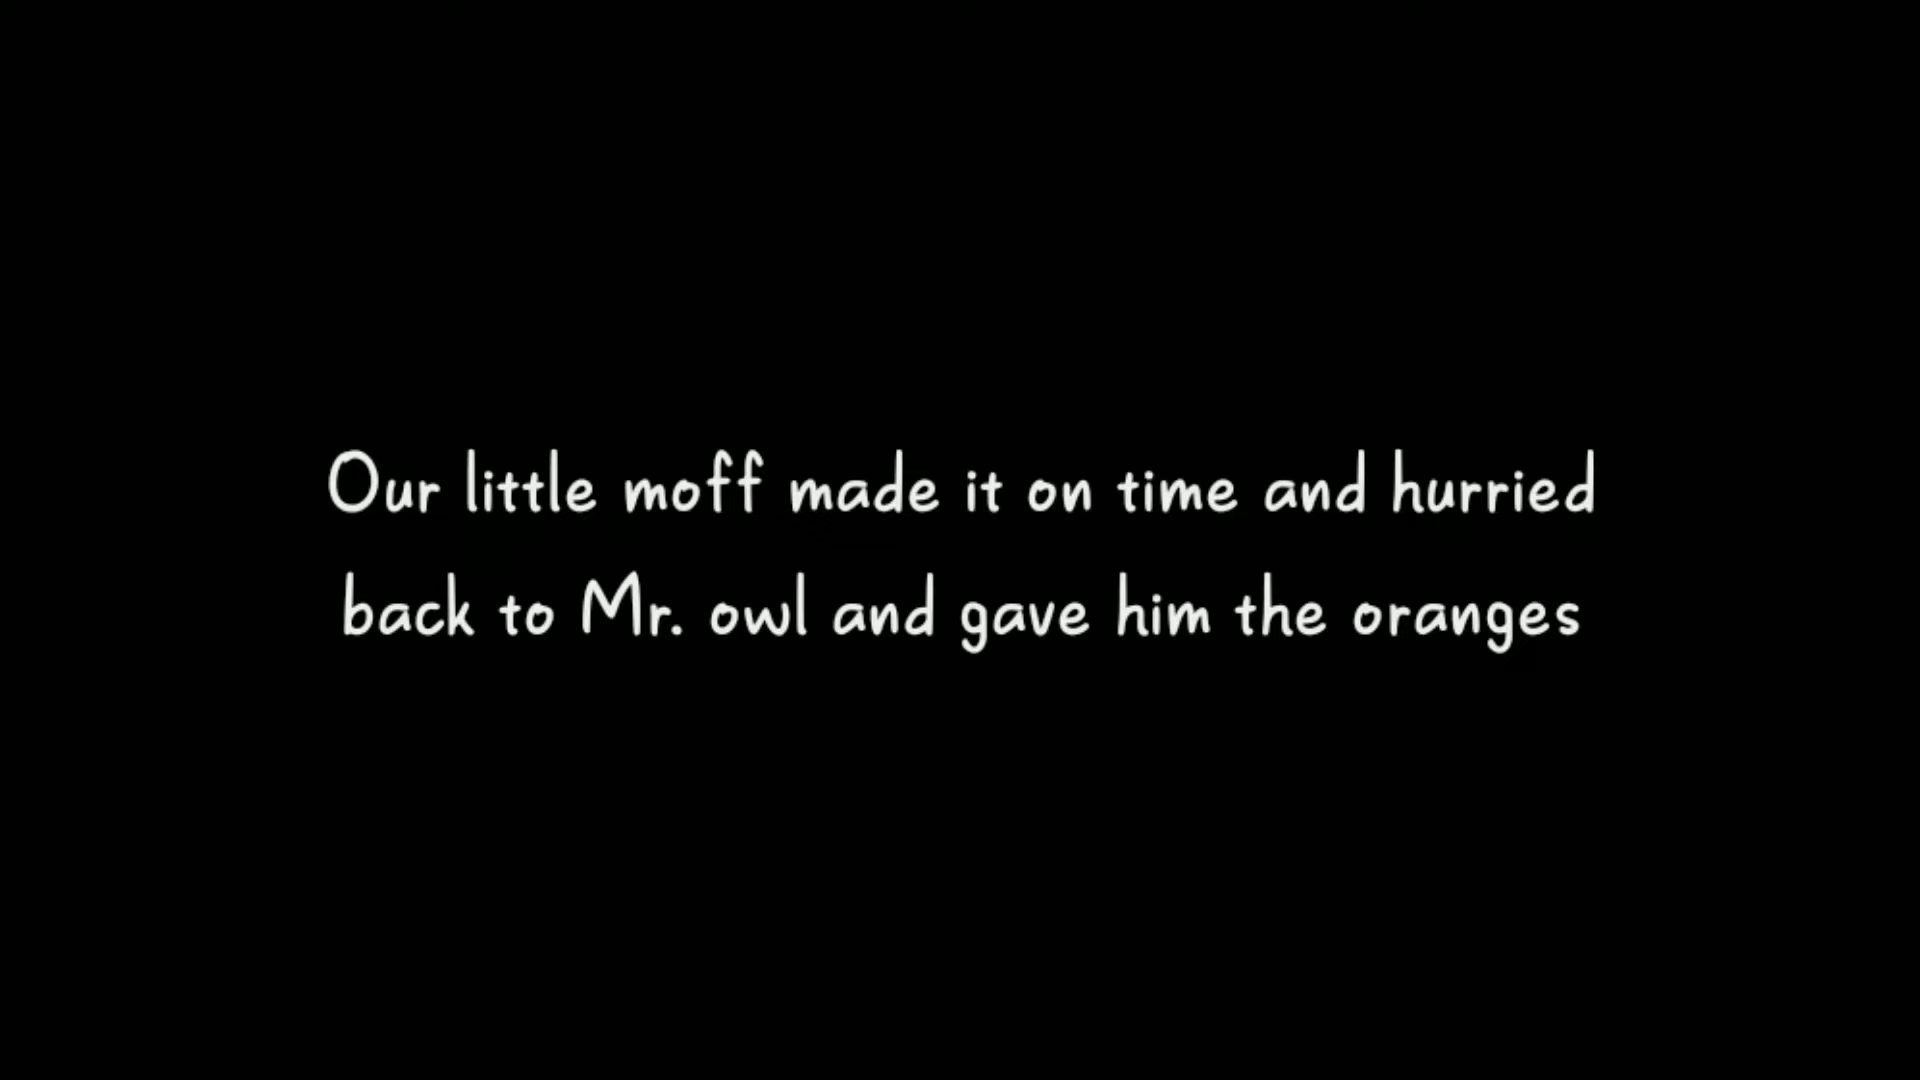 Our little moff made it on time and hurried
back to Mr. owl and gave him the oranges